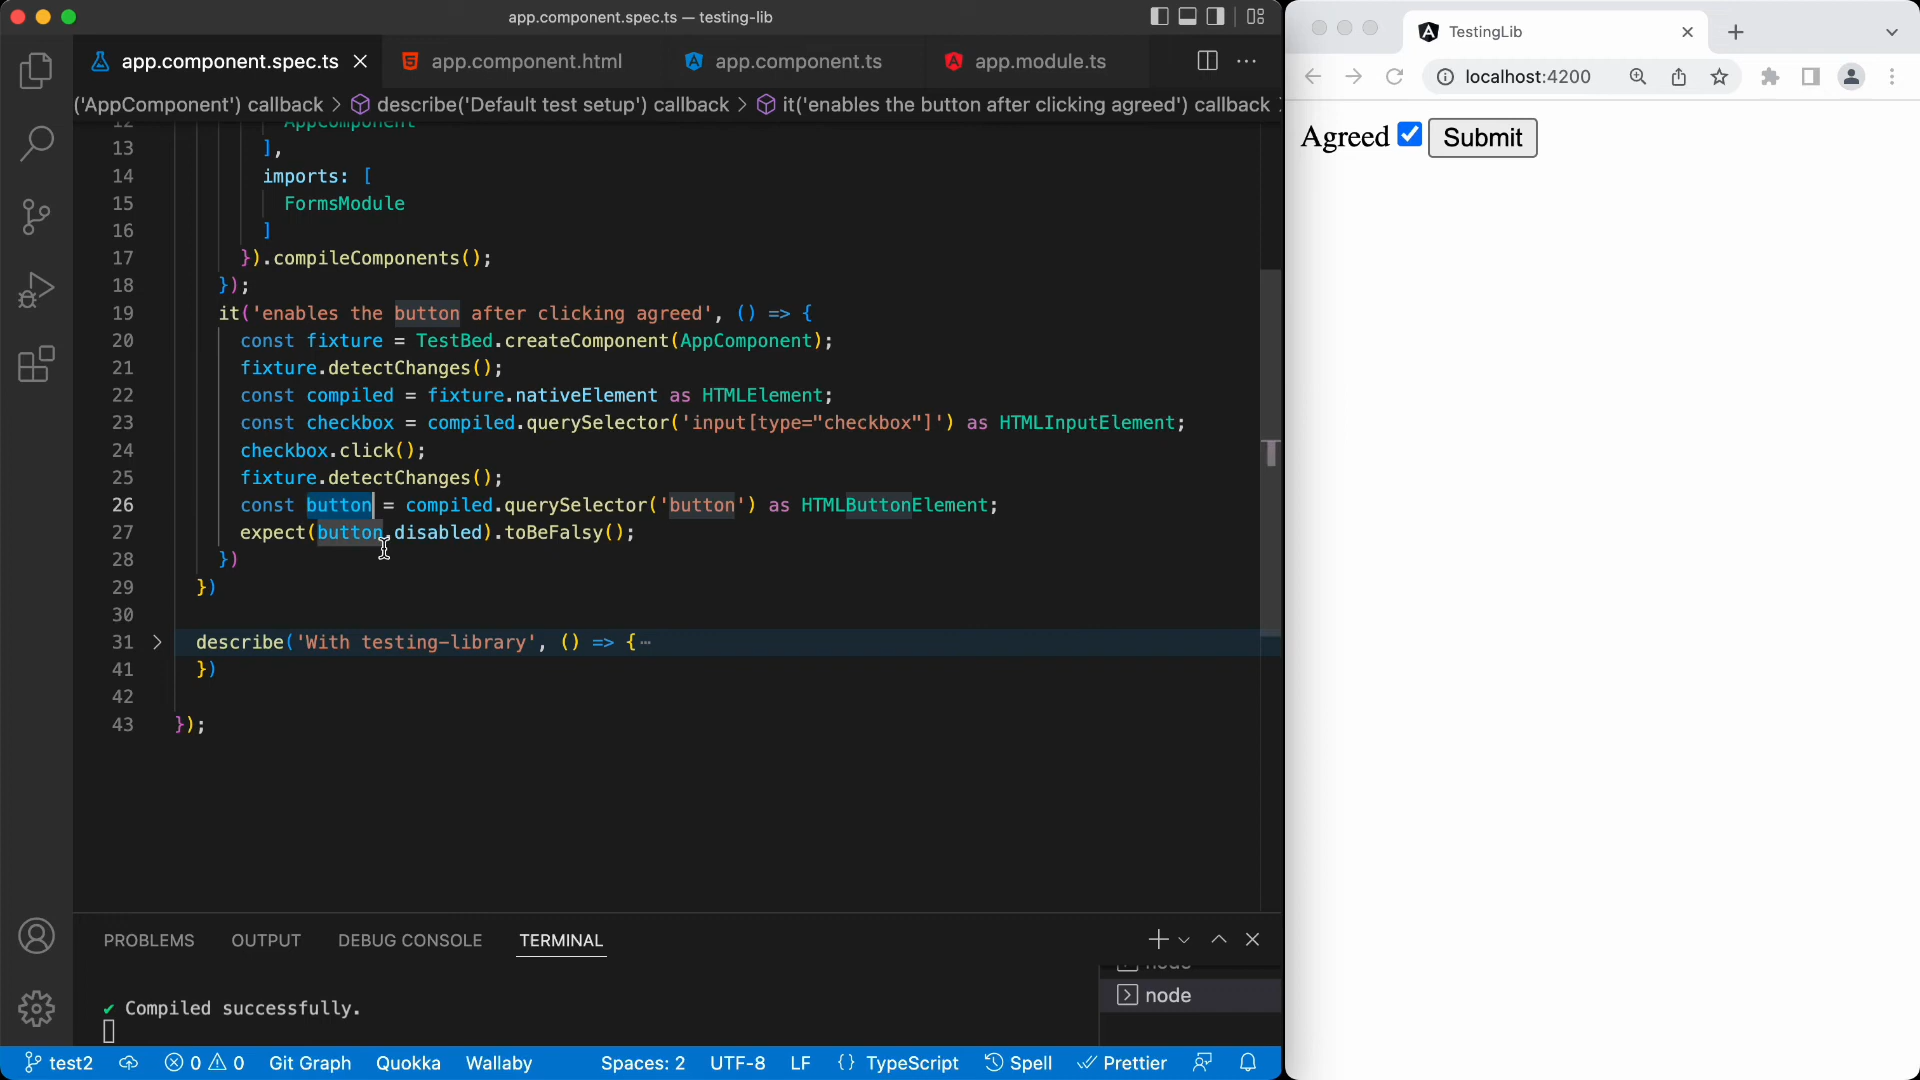 app.component.spec.ts — testing-lib
app.component.spec.ts
app.component.html
app.component.ts
app.module.ts
('AppComponent') callback > describe('Default test setup') callback > it('enables the button after clicking agreed') callback >
12 AppComponent
13 ],
14 imports: [
15 FormsModule
16 ]
17 }).compileComponents();
18 });
19 it('enables the button after clicking agreed', () => {
20 const fixture = TestBed.createComponent(AppComponent);
21 fixture.detectChanges();
22 const compiled = fixture.nativeElement as HTMLElement;
23 const checkbox = compiled.querySelector('input[type="checkbox"]') as HTMLInputElement;
24 checkbox.click();
25 fixture.detectChanges();
26 const button = compiled.querySelector('button') as HTMLButtonElement;
27 expect(button.disabled).toBeFalsy();
28 })
29 })
30
31 describe('With testing-library', () => {⋯
41 })
42
43 });
PROBLEMS OUTPUT DEBUG CONSOLE TERMINAL
✔ Compiled successfully.
node
node
test2 0 0 Git Graph Quokka Wallaby Spaces: 2 UTF-8 LF {} TypeScript Spell Prettier
TestingLib
localhost:4200
Agreed Submit